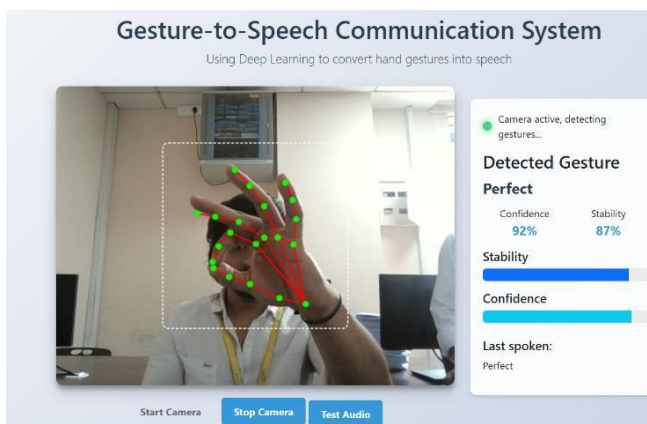 Gesture-to-Speech Communication System
Using Deep Learning to convert hand gestures into speech
Camera active, detecting
gestures...
Detected Gesture
Perfect
Confidence Stability
92% 87%
Stability
Confidence
Last spoken:
Perfect
Start Camera Stop Camera Test Audio